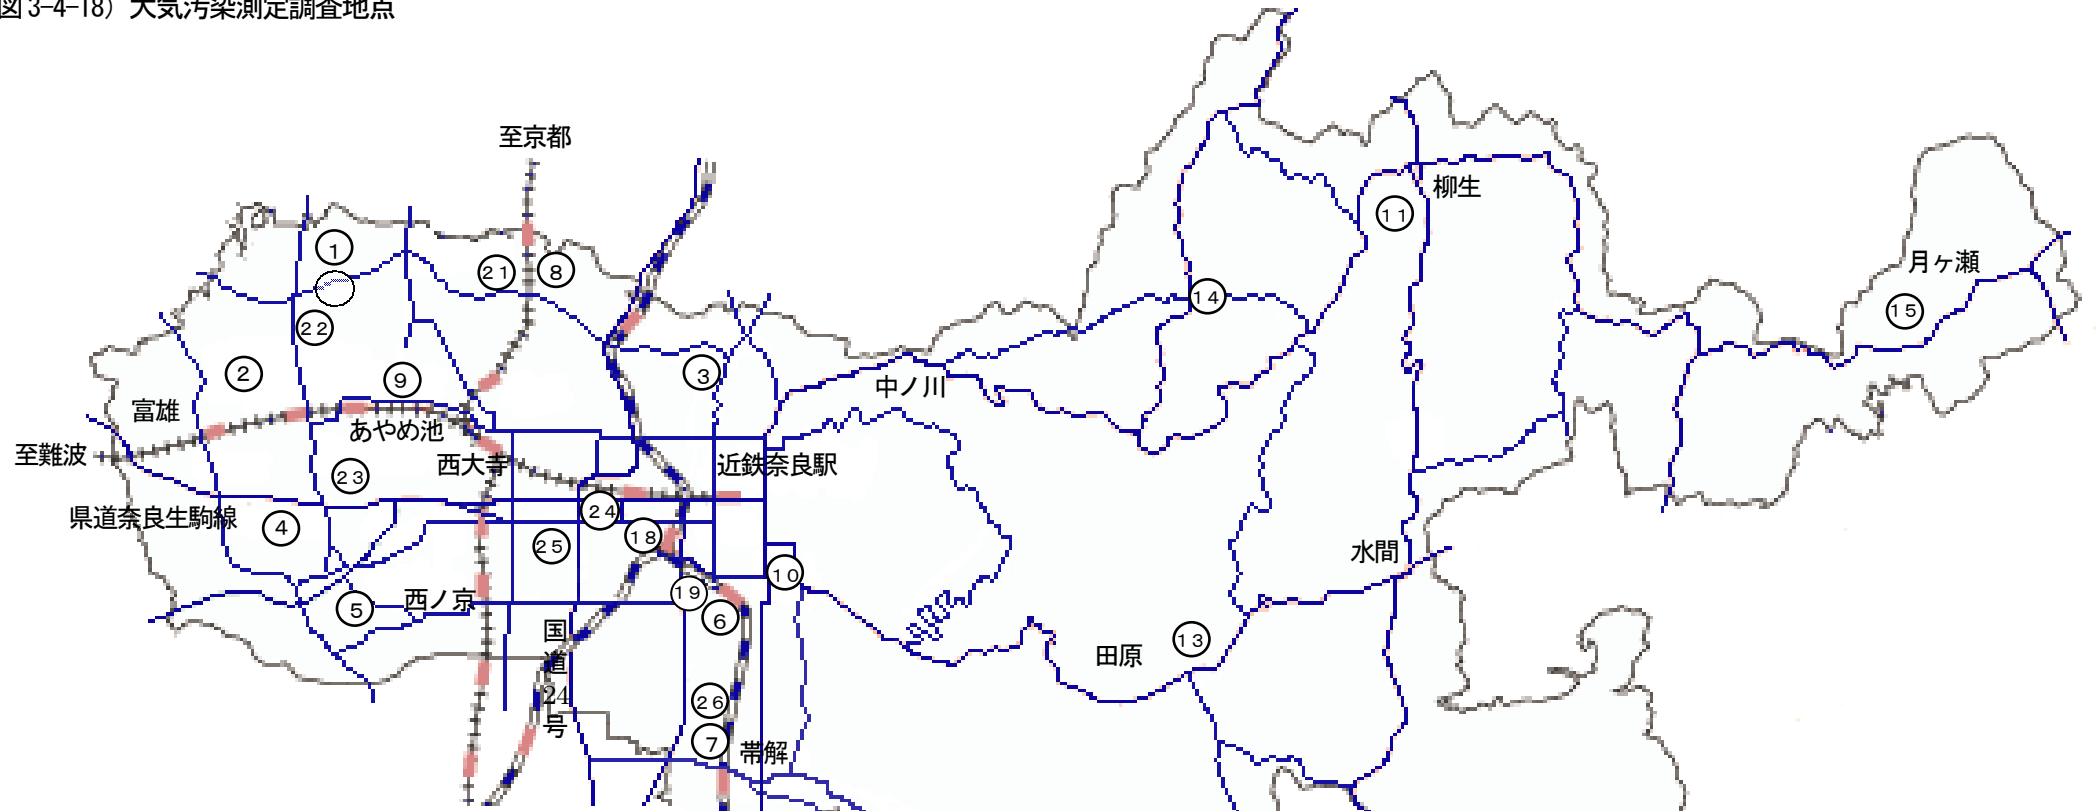 図3-4-18）大気汚染測定調査地点
至京都
柳生
11
1
21
8
月ヶ瀬
14
15
22
2
3
9
中ノ川
富雄
あやめ池
至難波
西大寺
近鉄奈良駅
23
県道奈良生駒線
24
4
18
25
水間
10
19
西ノ京
5
6
国
道
24
号
13
田原
26
7
帯解